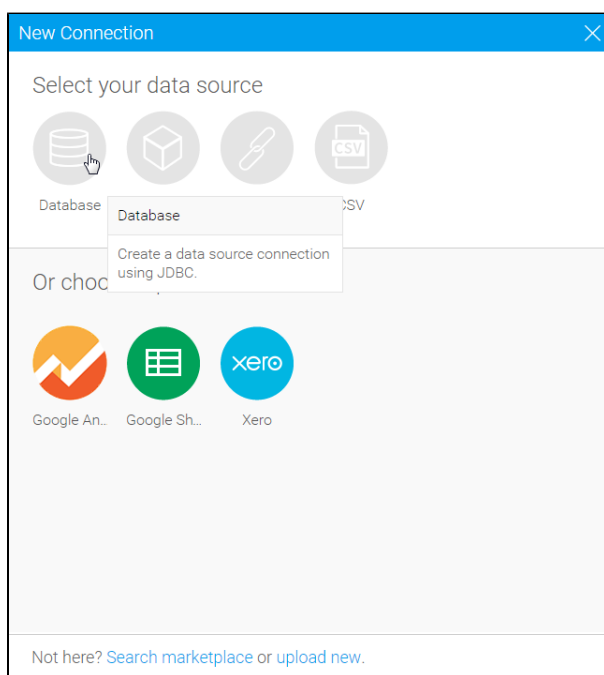 New Connection
Select your data source
CSV
Database
CSV
Database
Create a data source connection
using JDBC.
Or choo
xero
Google An..
Google Sh...
Xero
Not here? Search marketplace or upload new.